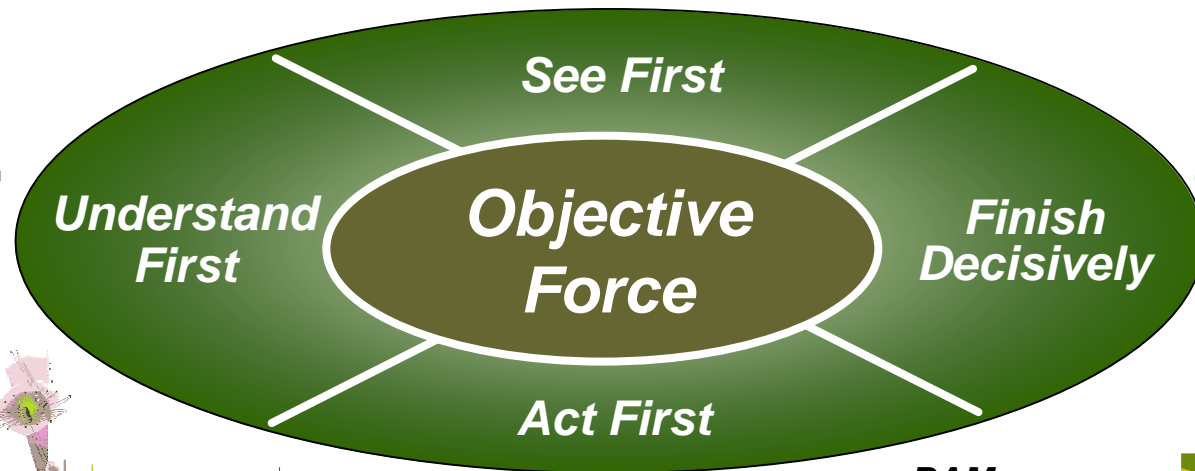 See First
Understand
First
Objective
Force
Finish
Decisively
Act First